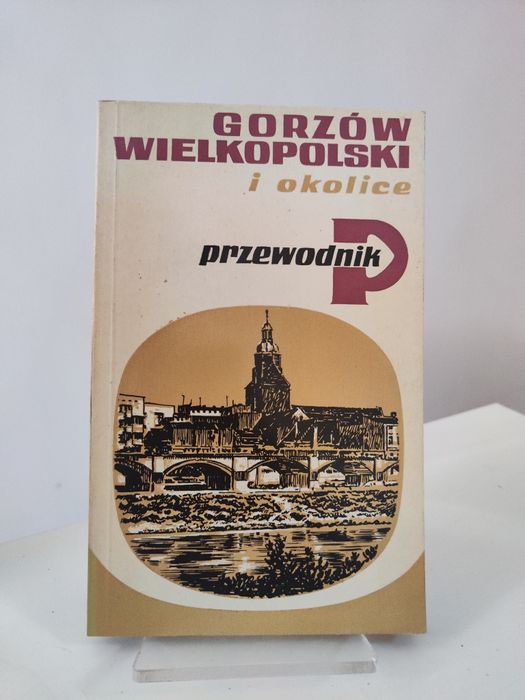 GORZÓW
WIELKOPOLSKI
i okolice
przewodnik
P